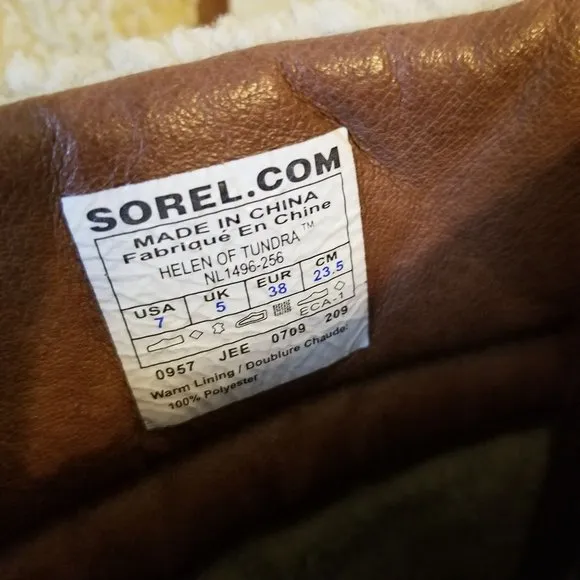 SOREL.COM
MADE IN CHINA
Fabriqué En Chine
HELEN OF TUNDRA™
NL1496-256
USA UK EUR CM
7 5 38 23.5
ECA-1
0957 JEE 0709 209
Warm Lining / Doublure Chaude:
100% Polyester